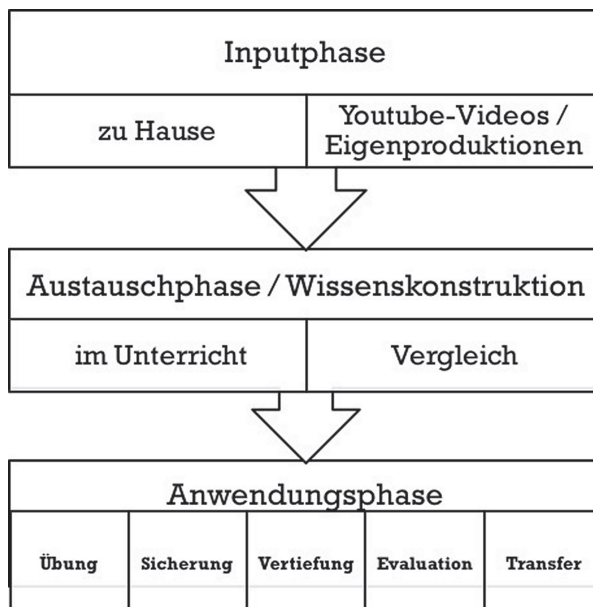 Inputphase
zu Hause
Youtube-Videos /
Eigenproduktionen
Austauschphase / Wissenskonstruktion
im Unterricht
Vergleich
Anwendungsphase
Übung
Sicherung
Vertiefung
Evaluation
Transfer